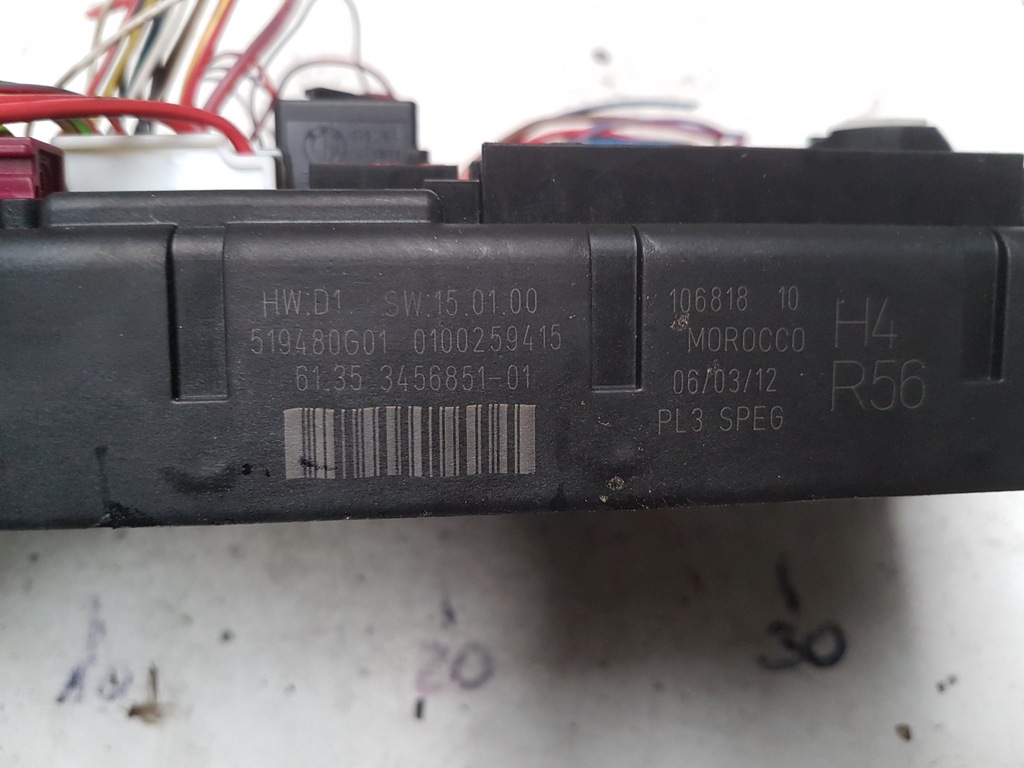 HW:D1 SW:15.01.00
519480G01 0100259415
61.35 3456851-01
106818 10
MOROCCO
06/03/12
PL3 SPEG
H4
R56
20
30